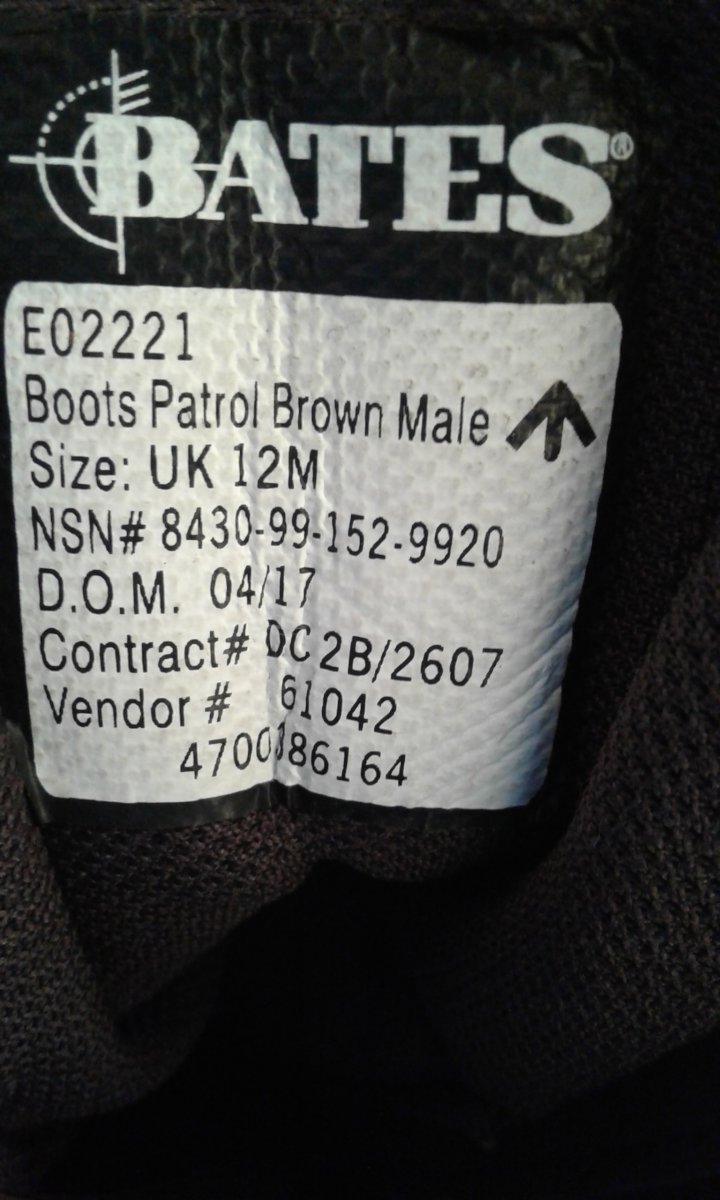 BATES®
E02221
Boots Patrol Brown Male
Size: UK 12M
NSN# 8430-99-152-9920
D.O.M. 04/17
Contract# DC2B/2607
Vendor # 61042